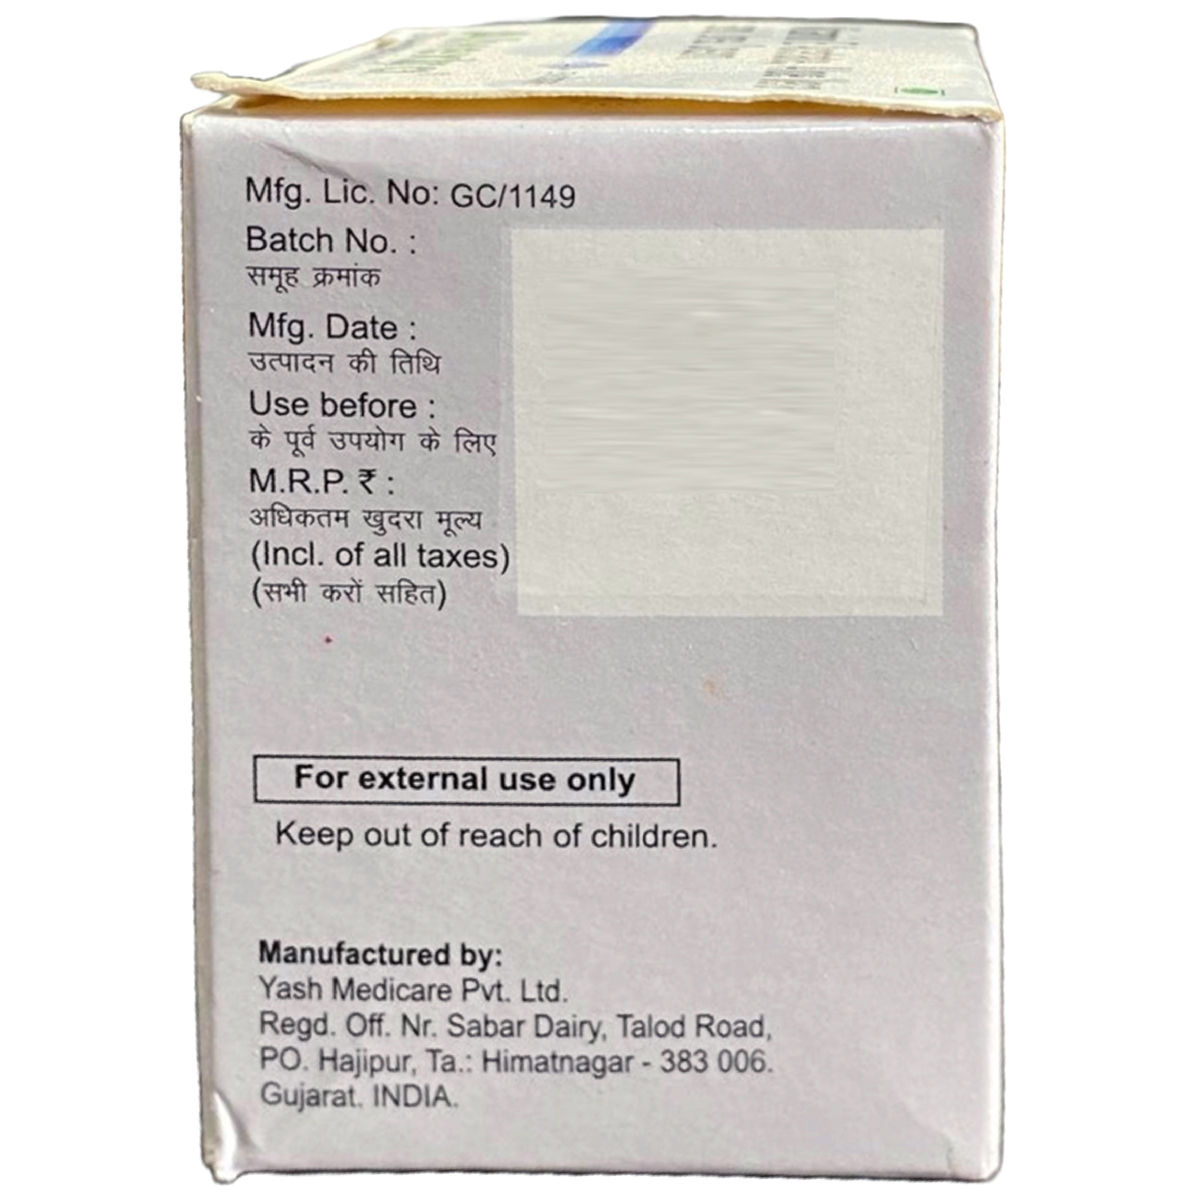 Mfg. Lic. No: GC/1149
Batch No. :
समूह क्रमांक
Mfg. Date :
उत्पादन की तिथि
Use before :
के पूर्व उपयोग के लिए
M.R.P. ₹ :
अधिकतम खुदरा मूल्य
(Incl. of all taxes)
(सभी करों सहित)
For external use only
Keep out of reach of children.
Manufactured by:
Yash Medicare Pvt. Ltd.
Regd. Off. Nr. Sabar Dairy, Talod Road,
PO. Hajipur, Ta.: Himatnagar - 383 006.
Gujarat. INDIA.